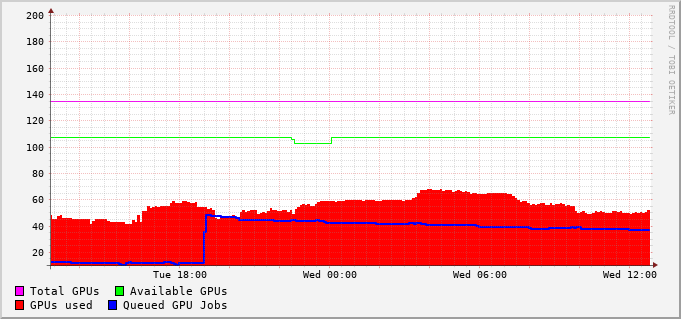 200
180
160
140
120
100
80
60
40
20
Tue 18:00 Wed 00:00 Wed 06:00 Wed 12:00
Total GPUs Available GPUs
GPUs used Queued GPU Jobs
RRDTOOL / TOBI OETIKER